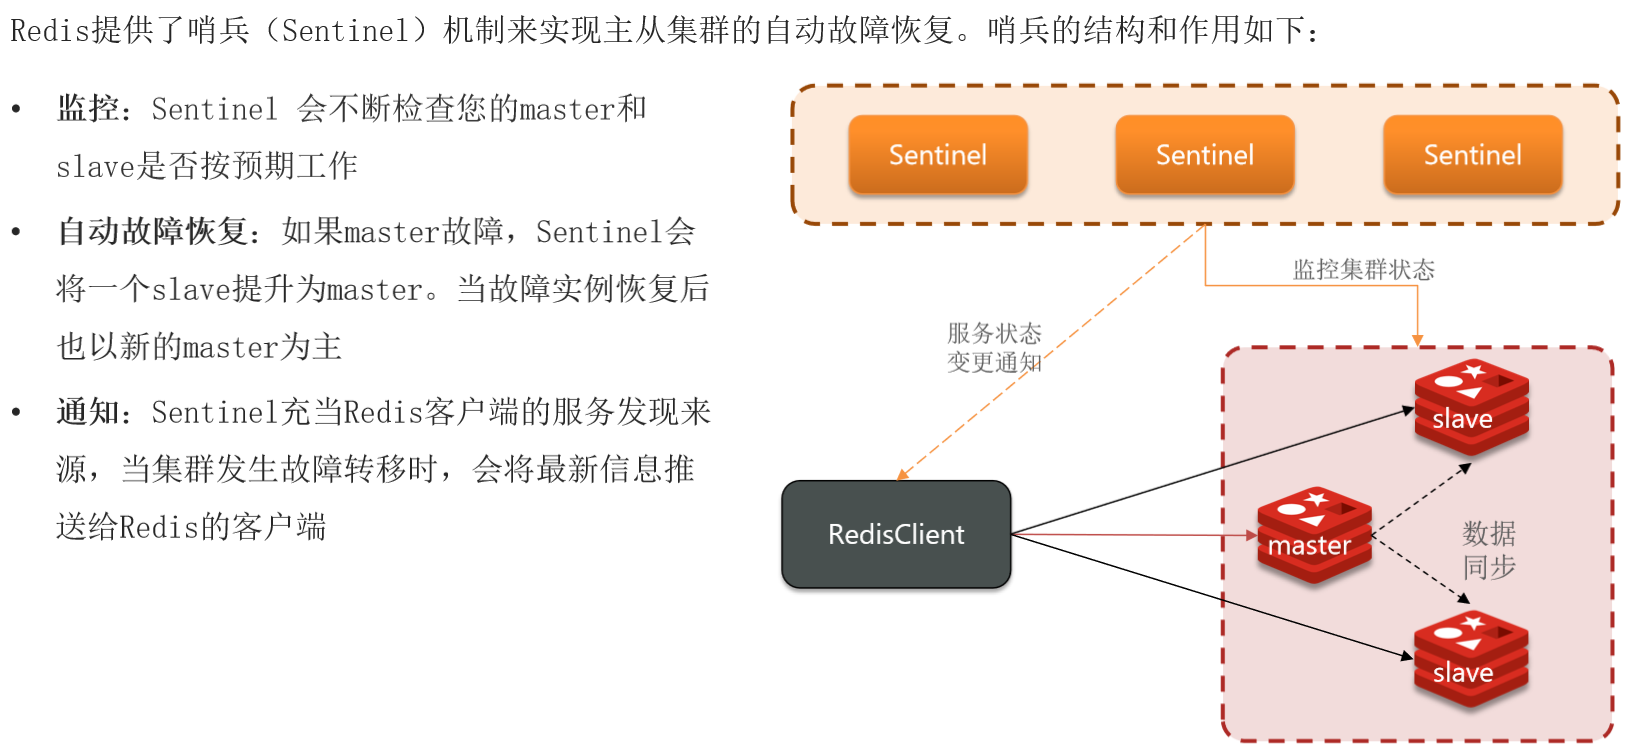 Redis提供了哨兵（Sentinel）机制来实现主从集群的自动故障恢复。哨兵的结构和作用如下：
• 监控：Sentinel 会不断检查您的master和
slave是否按预期工作
• 自动故障恢复：如果master故障，Sentinel会
将一个slave提升为master。当故障实例恢复后
也以新的master为主
• 通知：Sentinel充当Redis客户端的服务发现来
源，当集群发生故障转移时，会将最新信息推
送给Redis的客户端
Sentinel
Sentinel
Sentinel
监控集群状态
服务状态
变更通知
slave
RedisClient
master
数据
同步
slave